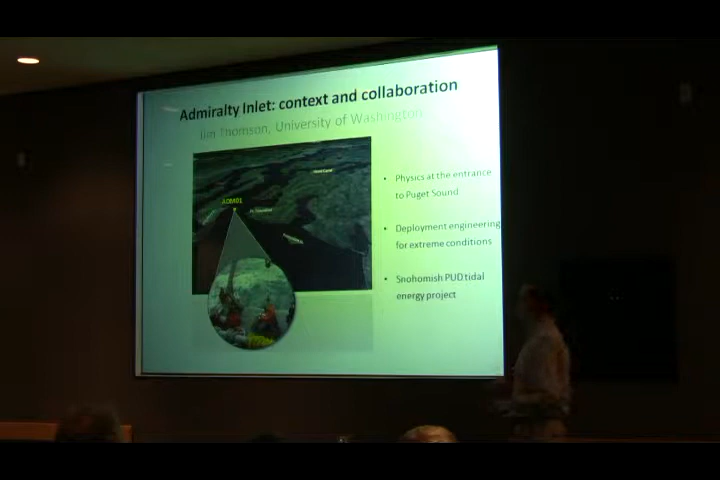 Admiralty Inlet: context and collaboration
Jim Thomson, University of Washington
• Physics at the entrance
to Puget Sound
• Deployment engineering
for extreme conditions
• Snohomish PUD tidal
energy project
ADM01